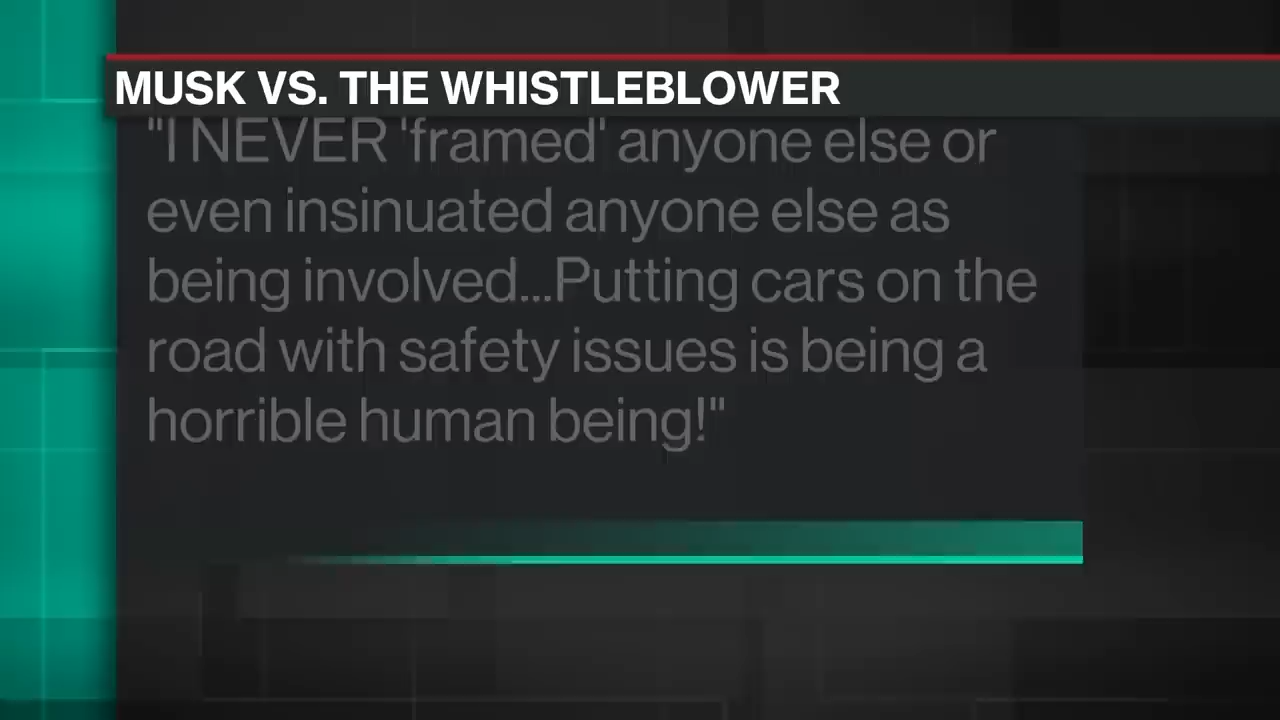 MUSK VS. THE WHISTLEBLOWER
"I NEVER 'framed' anyone else or
even insinuated anyone else as
being involved...Putting cars on the
road with safety issues is being a
horrible human being!"